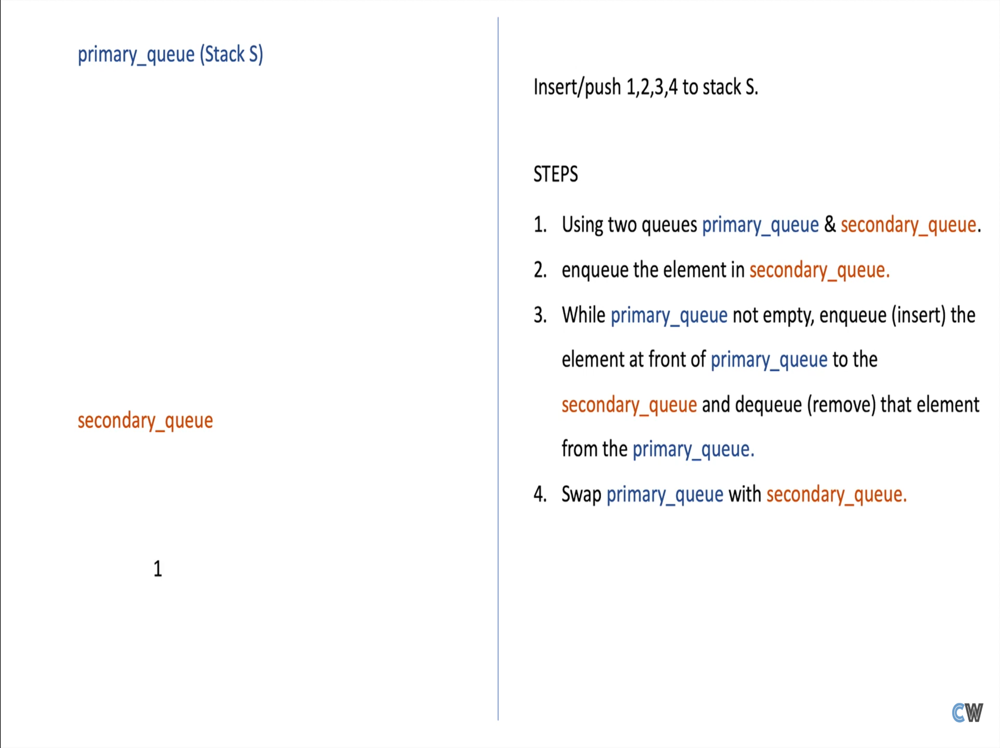 primary_queue (Stack S)
secondary_queue
1
Insert/push 1,2,3,4 to stack S.
STEPS
1. Using two queues primary_queue & secondary_queue.
2. enqueue the element in secondary_queue.
3. While primary_queue not empty, enqueue (insert) the
element at front of primary_queue to the
secondary_queue and dequeue (remove) that element
from the primary_queue.
4. Swap primary_queue with secondary_queue.
CW